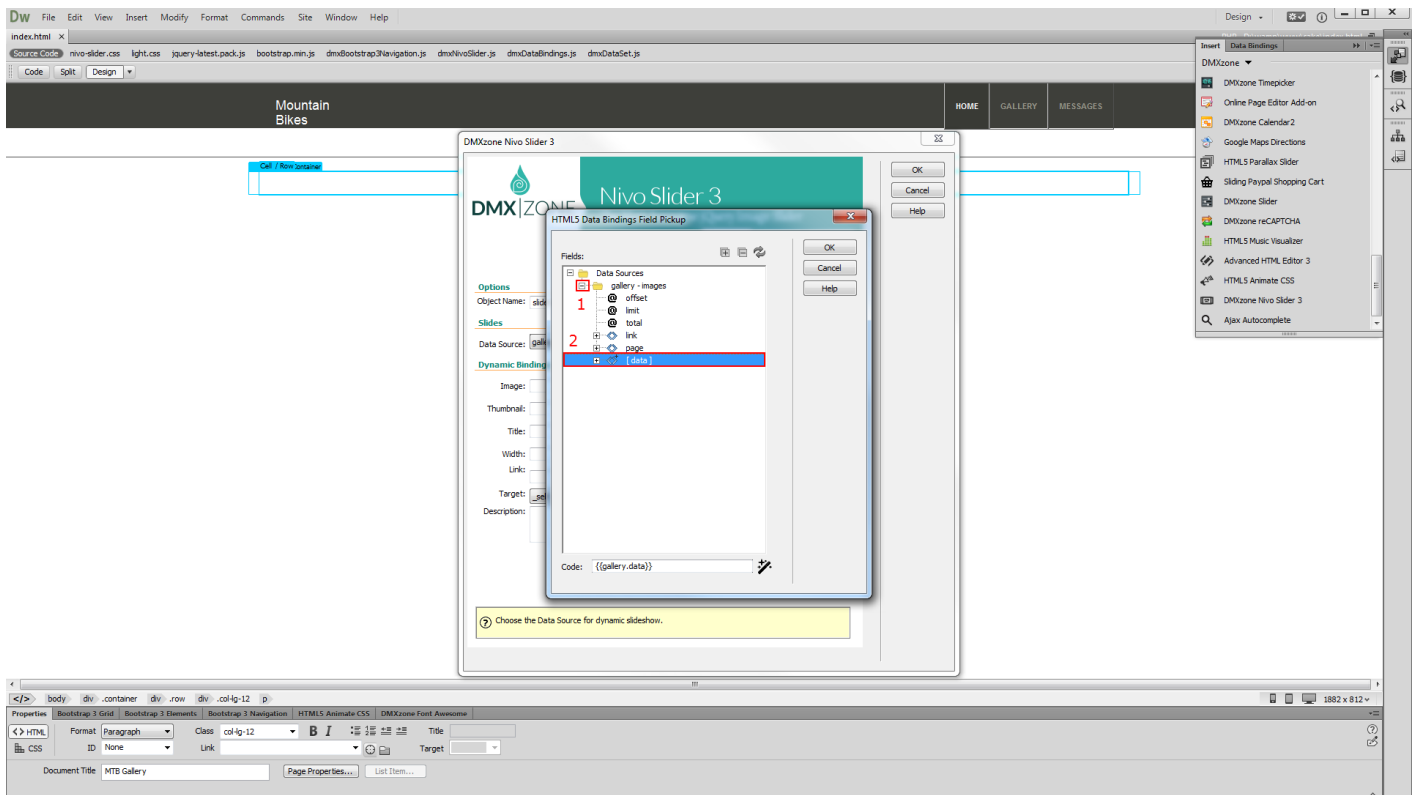 DW File Edit View Insert Modify Format Commands Site Window Help
Design
index.html
Source Code nivo-slider.css light.css jquery-latest.pack.js bootstrap.min.js dmxBootstrap3Navigation.js dmxNivoSlider.js dmxDataBindings.js dmxDataSet.js
Code Split Design
Mountain
Bikes
HOME GALLERY MESSAGES
Cell / Row
Insert Data Bindings
DMXzone
DMXzone Timepicker
Online Page Editor Add-on
DMXzone Calendar2
Google Maps Directions
HTML5 Parallax Slider
Sliding Paypal Shopping Cart
DMXzone Slider
DMXzone reCAPTCHA
HTML5 Music Visualizer
Advanced HTML Editor 3
HTML5 Animate CSS
DMXzone Nivo Slider 3
Ajax Autocomplete
DMXzone Nivo Slider 3
OK
Cancel
Help
DMX|ZONE
Nivo Slider 3
Options
Object Name:
Slides
Data Source:
Dynamic Binding
Image:
Thumbnail:
Title:
Width:
Link:
Target:
Description:
HTML5 Data Bindings Field Pickup
Fields:
OK
Cancel
Help
Data Sources
gallery - images
1
offset
limit
total
2
link
page
[ data ]
Code: {{gallery.data}}
Choose the Data Source for dynamic slideshow.
</> body div .container div .row div .col-lg-12 p
1882 x 812
Properties Bootstrap 3 Grid Bootstrap 3 Elements Bootstrap 3 Navigation HTML5 Animate CSS DMXzone Font Awesome
<> HTML Format Paragraph Class col-lg-12 B I Title
CSS ID None Link Target
Document Title MTB Gallery Page Properties... List Item...